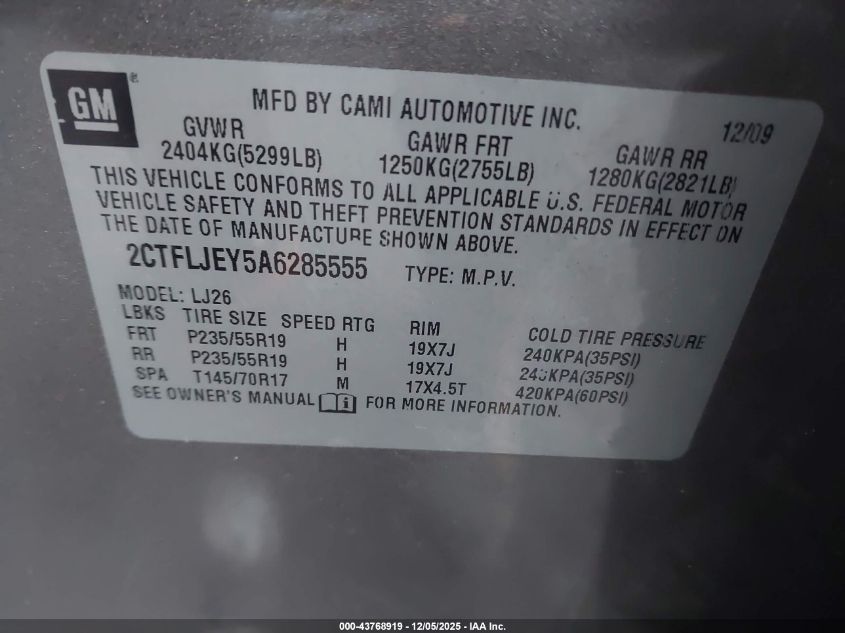 GM®
MFD BY CAMI AUTOMOTIVE INC.
12/09
GVWR GAWR FRT GAWR RR
2404KG(5299LB) 1250KG(2755LB) 1280KG(2821LB)
THIS VEHICLE CONFORMS TO ALL APPLICABLE U.S. FEDERAL MOTOR
VEHICLE SAFETY AND THEFT PREVENTION STANDARDS IN EFFECT ON
THE DATE OF MANUFACTURE SHOWN ABOVE.
2CTFLJEY5A6285555 TYPE: M.P.V.
MODEL: LJ26
LBKS TIRE SIZE SPEED RTG RIM COLD TIRE PRESSURE
FRT P235/55R19 H 19X7J 240KPA(35PSI)
RR P235/55R19 H 19X7J 240KPA(35PSI)
SPA T145/70R17 M 17X4.5T 420KPA(60PSI)
SEE OWNER'S MANUAL i FOR MORE INFORMATION.
000-43768919 - 12/05/2025 - IAA Inc.